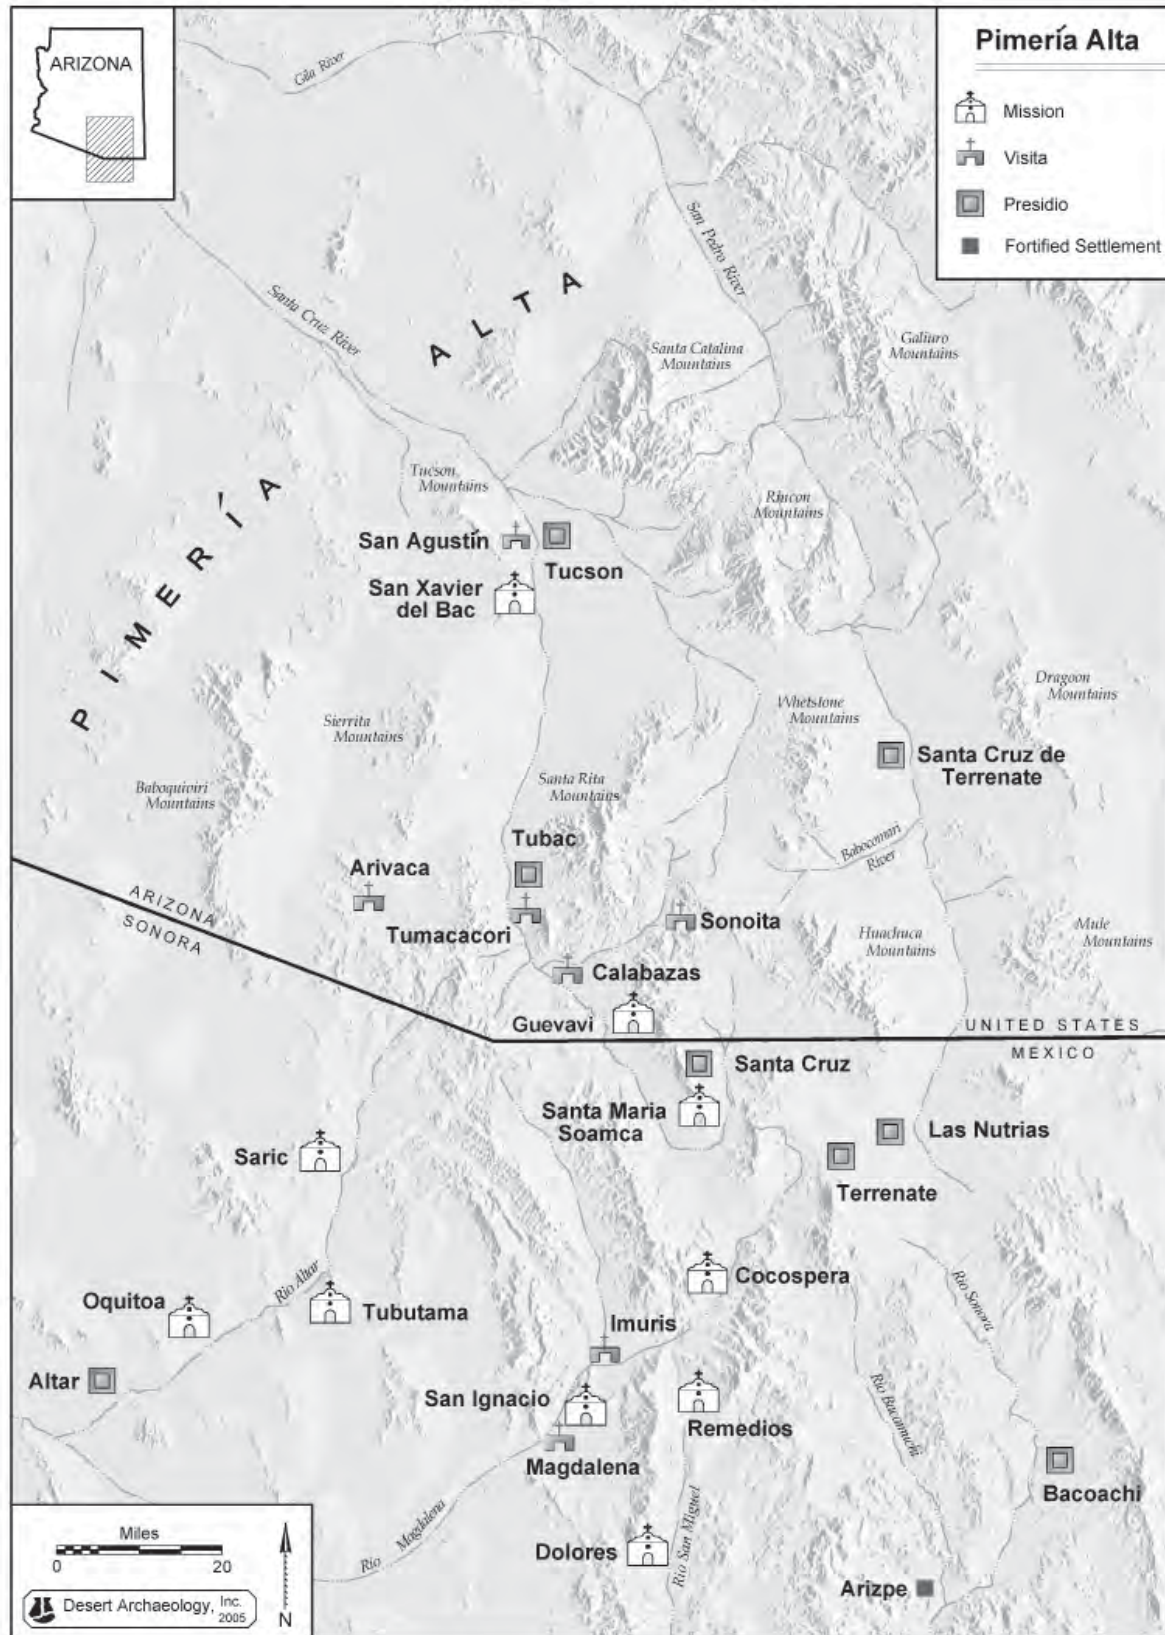 ARIZONA
Pimería Alta
Mission
Visita
Presidio
Fortified Settlement
Gila River
San Pedro River
Santa Cruz River
ALTA
PIMERÍA
Santa Catalina
Mountains
Galiuro
Mountains
Tucson
Mountains
Rincon
Mountains
San Agustín
Tucson
San Xavier
del Bac
Dragoon
Mountains
Whetstone
Mountains
Sierrita
Mountains
Santa Cruz de
Terrenate
Baboquiviri
Mountains
Santa Rita
Mountains
Tubac
Babocomari
River
Arivaca
ARIZONA
SONORA
Tumacacori
Sonoita
Huachuca
Mountains
Mule
Mountains
Calabazas
Guevavi
UNITED STATES
MEXICO
Santa Cruz
Santa Maria
Soamca
Las Nutrias
Saric
Terrenate
Cocospera
Rio Altar
Rio Sonora
Oquitoa
Tubutama
Imuris
Altar
San Ignacio
Remedios
Rio Bacanuchi
Magdalena
Bacoachi
Rio Magdalena
Rio San Miguel
Dolores
Arizpe
Miles
0 20
Desert Archaeology, Inc.
2005
N